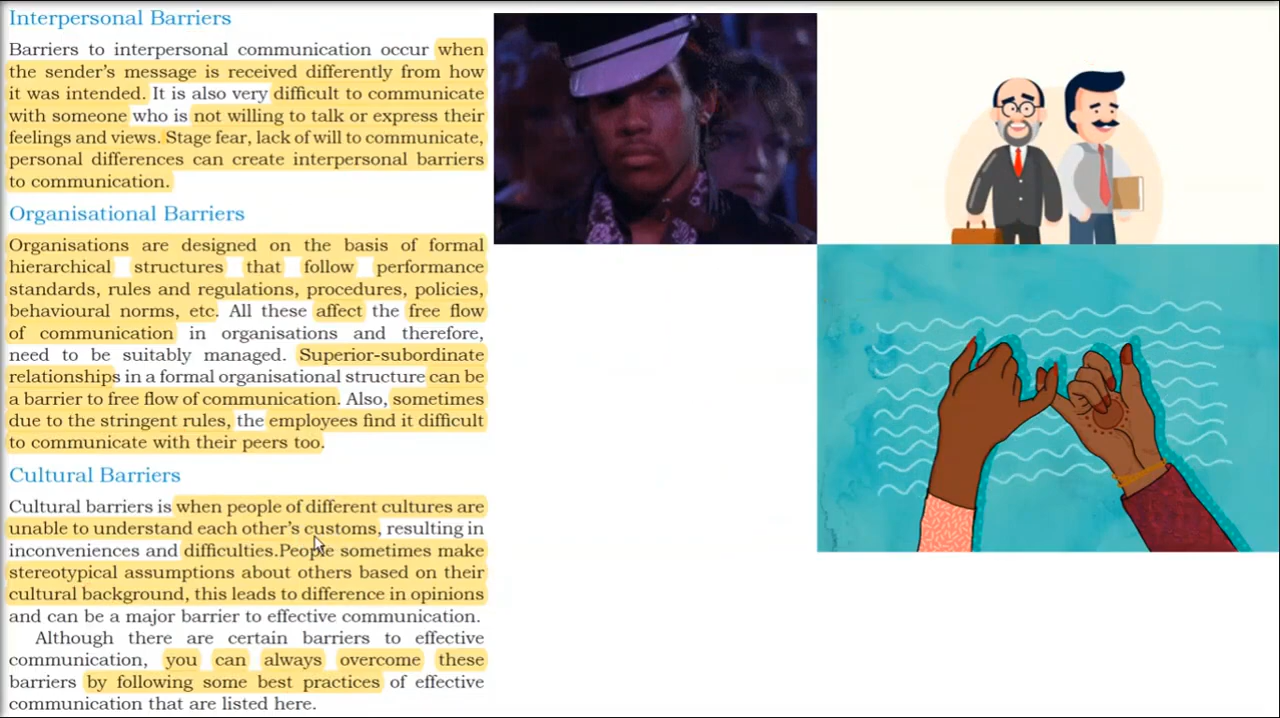 Interpersonal Barriers
Barriers to interpersonal communication occur when
the sender's message is received differently from how
it was intended. It is also very difficult to communicate
with someone who is not willing to talk or express their
feelings and views. Stage fear, lack of will to communicate,
personal differences can create interpersonal barriers
to communication.
Organisational Barriers
Organisations are designed on the basis of formal
hierarchical structures that follow performance
standards, rules and regulations, procedures, policies,
behavioural norms, etc. All these affect the free flow
of communication in organisations and therefore,
need to be suitably managed. Superior-subordinate
relationships in a formal organisational structure can be
a barrier to free flow of communication. Also, sometimes
due to the stringent rules, the employees find it difficult
to communicate with their peers too.
Cultural Barriers
Cultural barriers is when people of different cultures are
unable to understand each other's customs, resulting in
inconveniences and difficulties.People sometimes make
stereotypical assumptions about others based on their
cultural background, this leads to difference in opinions
and can be a major barrier to effective communication.
Although there are certain barriers to effective
communication, you can always overcome these
barriers by following some best practices of effective
communication that are listed here.